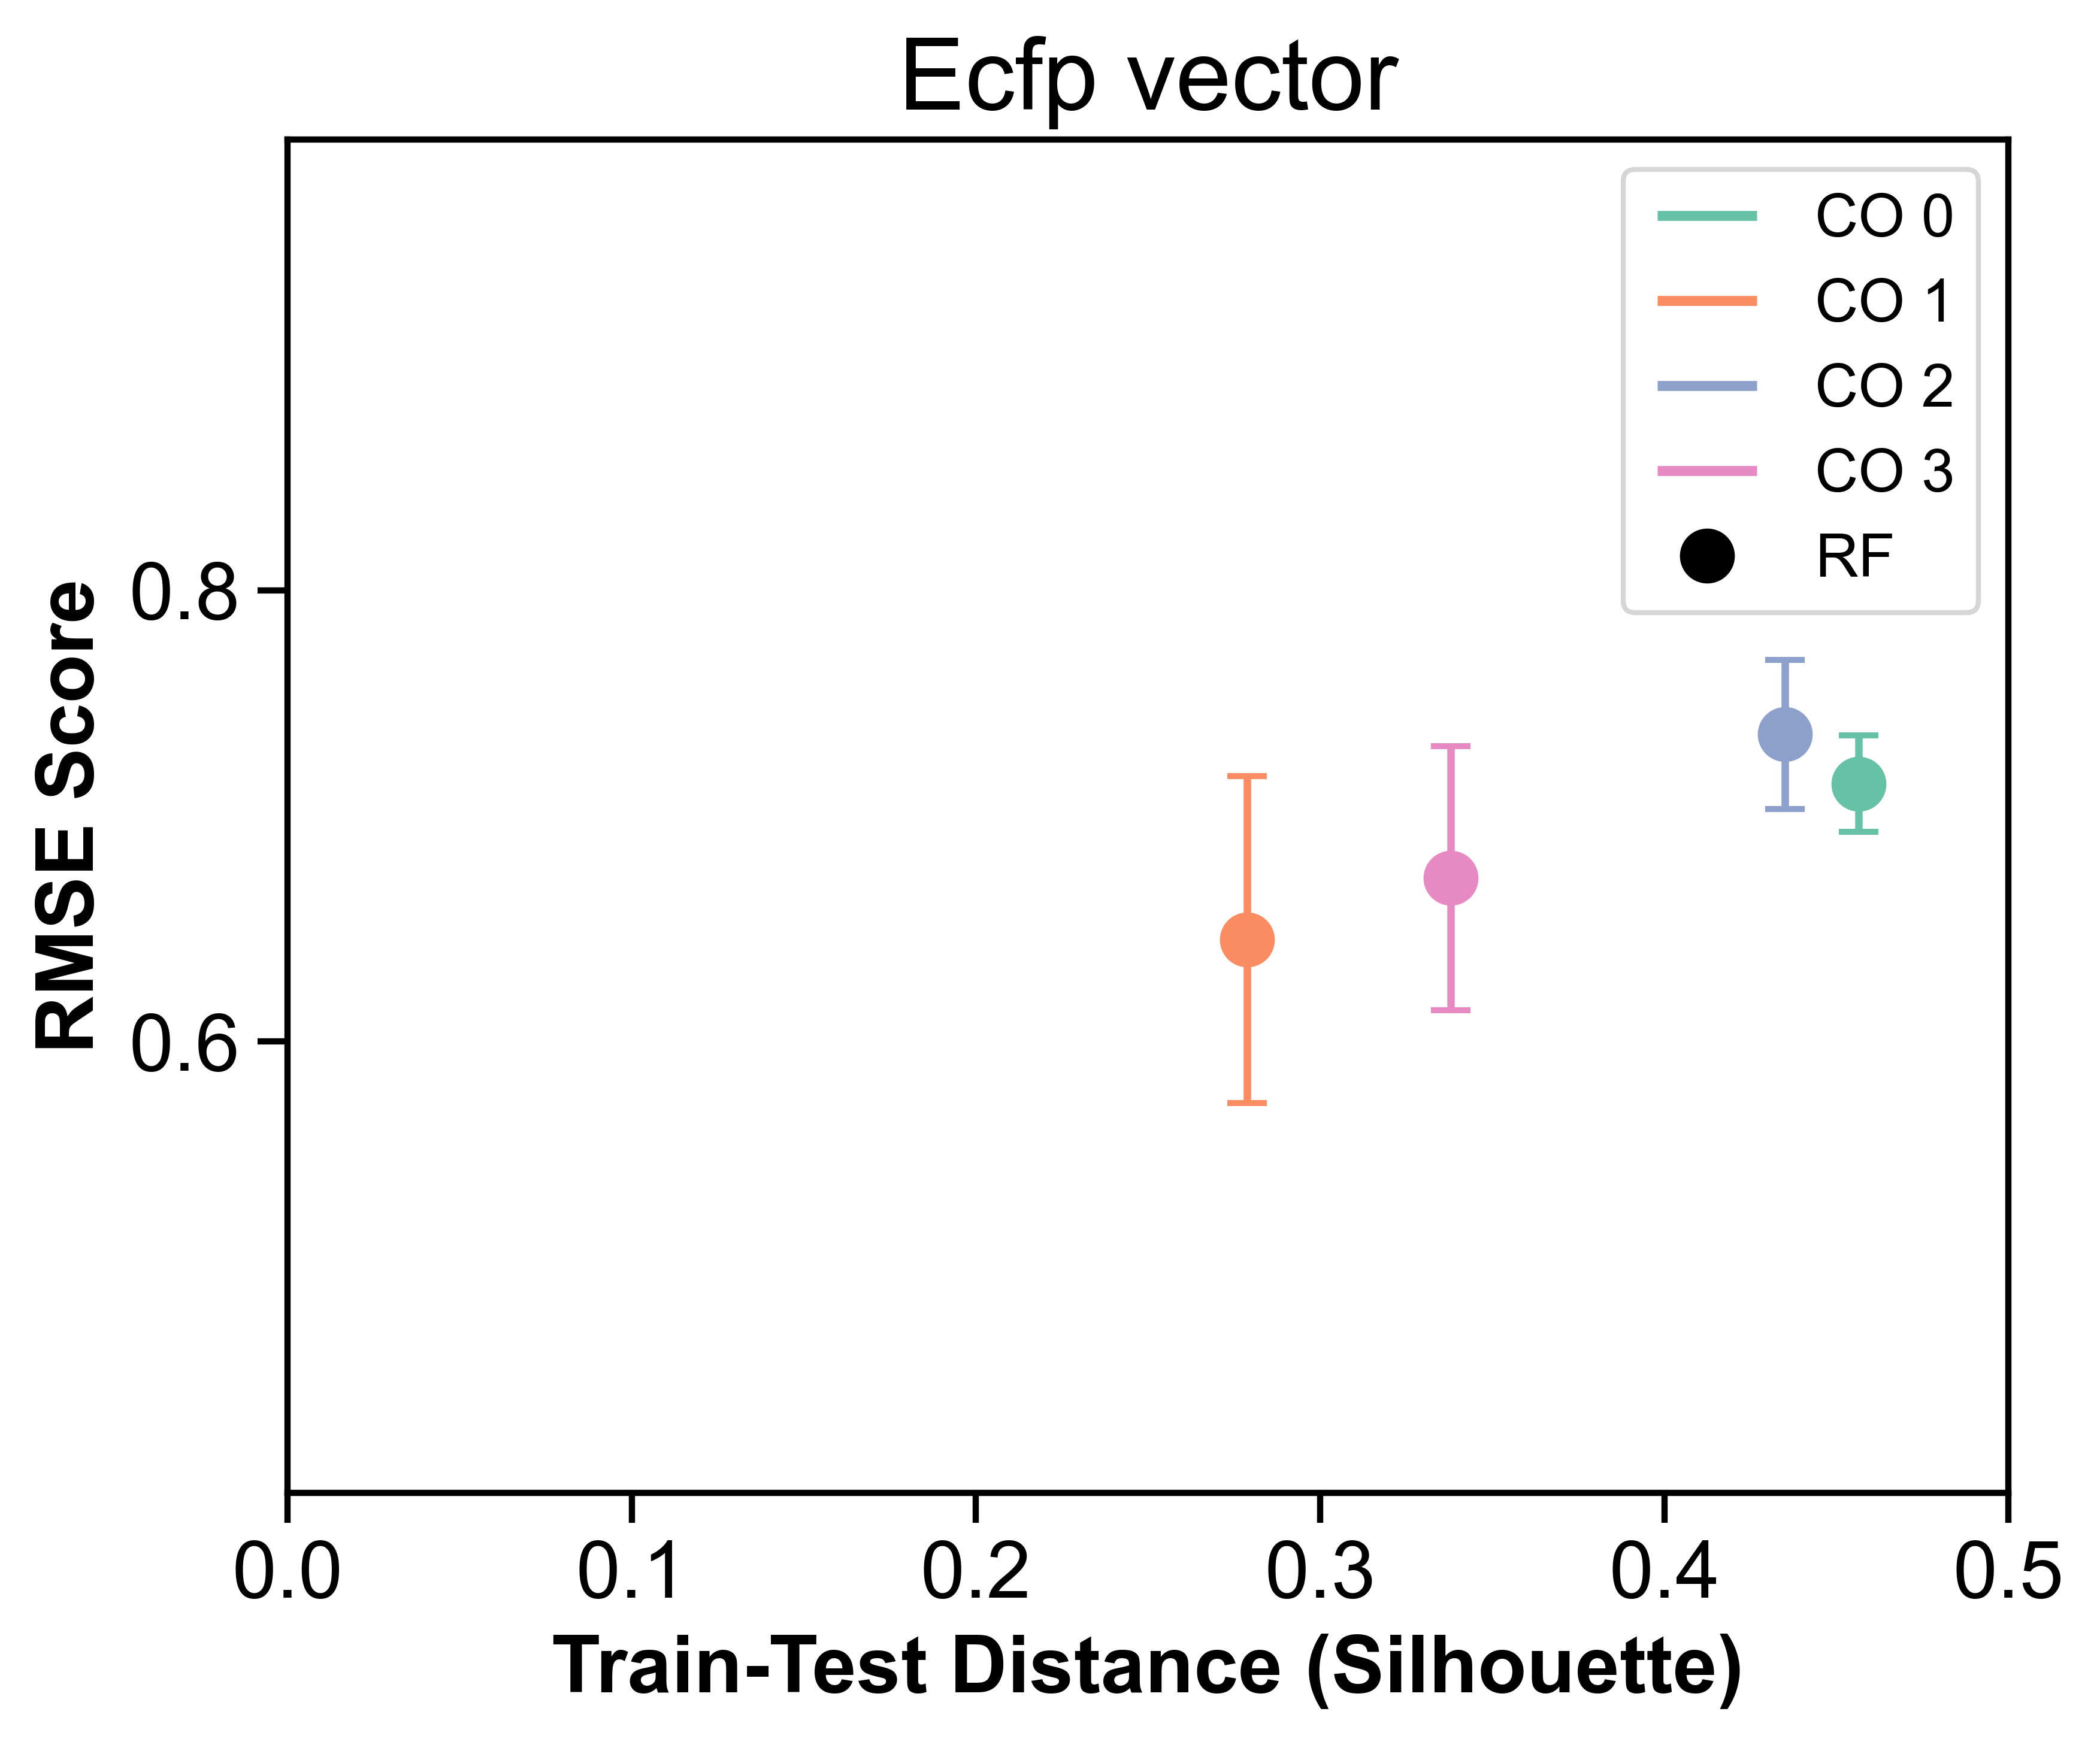 Ecfp vector
CO 0
CO 1
CO 2
CO 3
RF
RMSE Score
0.8
0.6
0.0
0.1
0.2
0.3
0.4
0.5
Train-Test Distance (Silhouette)